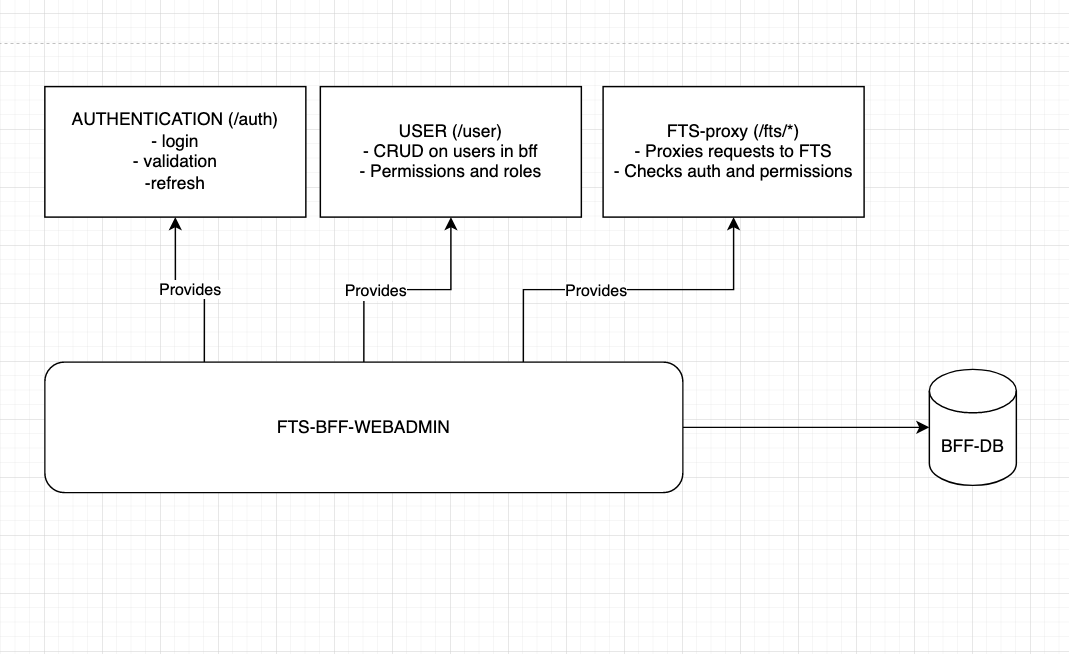 AUTHENTICATION (/auth)
- login
- validation
-refresh
USER (/user)
- CRUD on users in bff
- Permissions and roles
FTS-proxy (/fts/*)
- Proxies requests to FTS
- Checks auth and permissions
Provides
Provides
Provides
FTS-BFF-WEBADMIN
BFF-DB